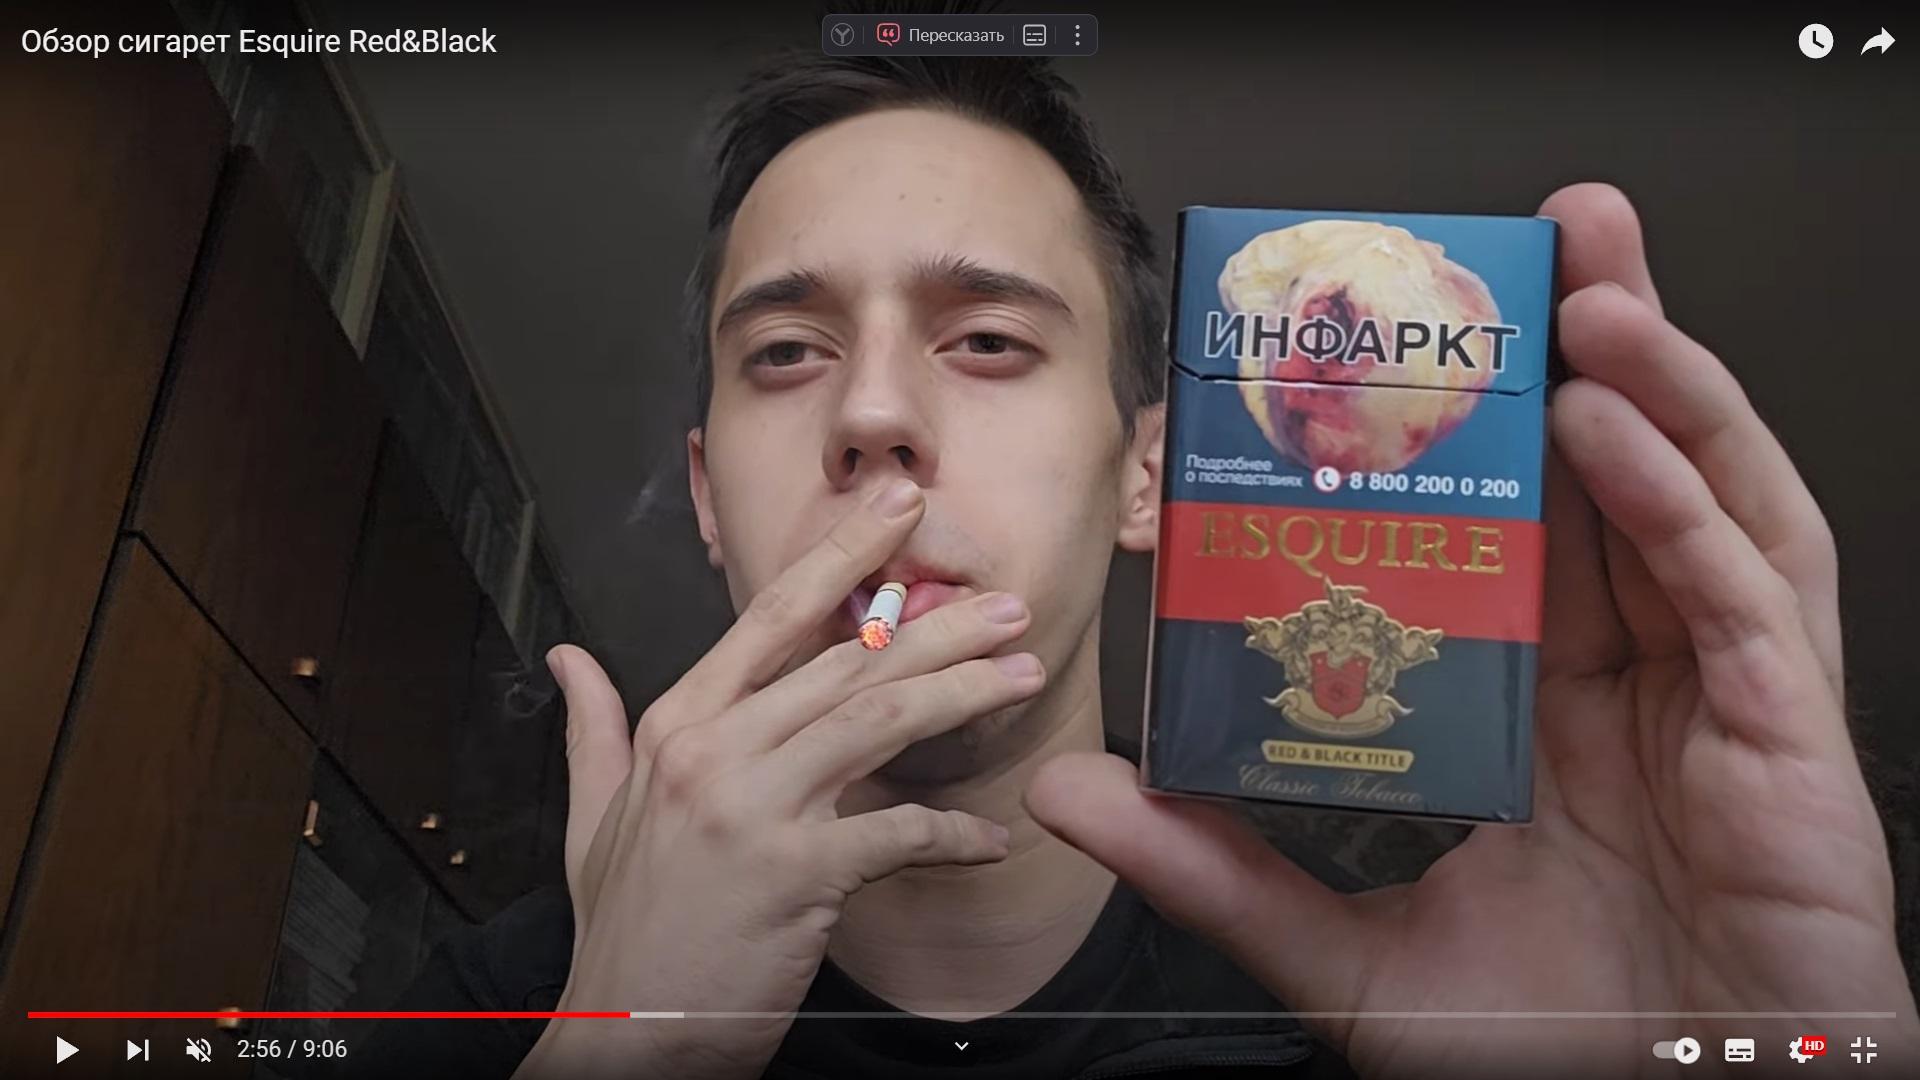 Обзор сигарет Esquire Red&Black
Пересказать
ИНФАРКТ
Подробнее
о последствиях
8 800 200 0 200
ESQUIRE
RED & BLACK TITLE
Classic Tobacco
2:56 / 9:06
HD